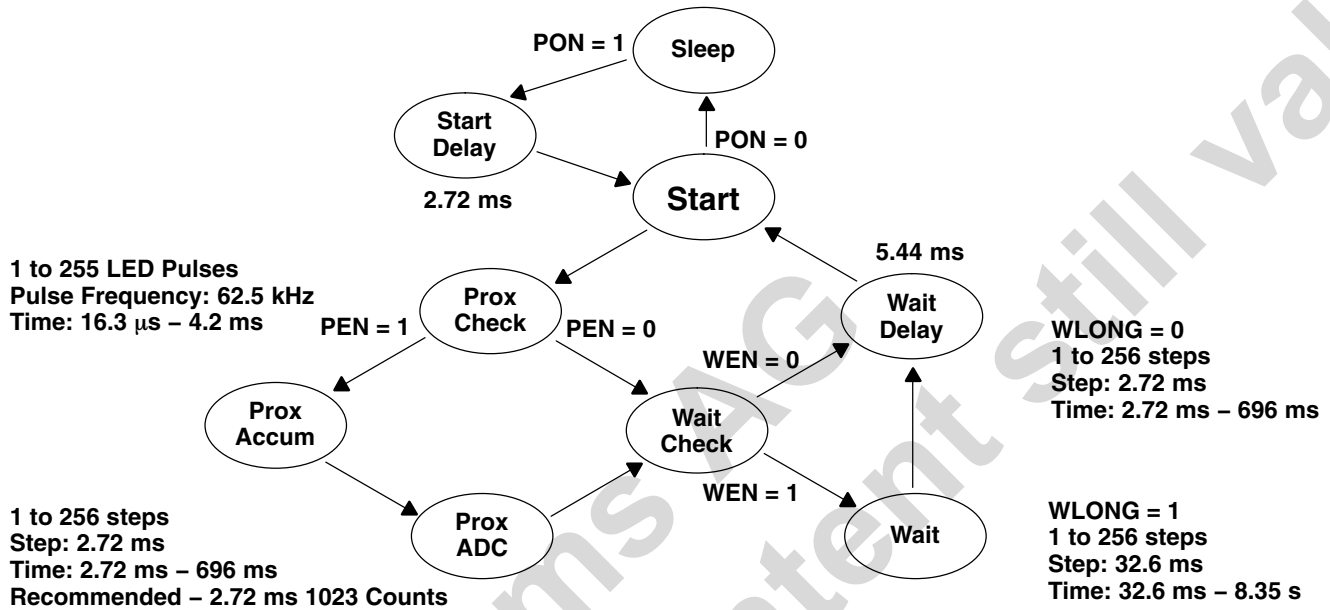 PON = 1
Sleep
Start
Delay
PON = 0
2.72 ms
Start
5.44 ms
1 to 255 LED Pulses
Pulse Frequency: 62.5 kHz
Time: 16.3 μs – 4.2 ms
Prox
Check
PEN = 1
PEN = 0
Wait
Delay
WLONG = 0
1 to 256 steps
Step: 2.72 ms
Time: 2.72 ms – 696 ms
WEN = 0
Prox
Accum
Wait
Check
WEN = 1
1 to 256 steps
Step: 2.72 ms
Time: 2.72 ms – 696 ms
Recommended – 2.72 ms 1023 Counts
Prox
ADC
Wait
WLONG = 1
1 to 256 steps
Step: 32.6 ms
Time: 32.6 ms – 8.35 s
ms AG
tent still val